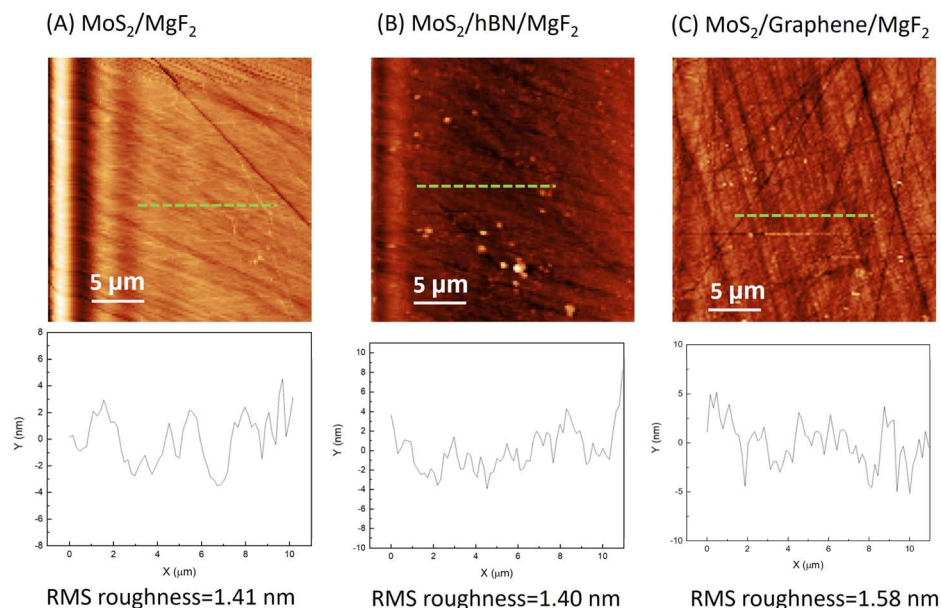 (A) MoS₂/MgF₂
(B) MoS₂/hBN/MgF₂
(C) MoS₂/Graphene/MgF₂
5 µm
5 µm
5 µm
8
6
4
2
0
-2
-4
-6
-8
Y (nm)
0 2 4 6 8 10
X (µm)
10
8
6
4
2
0
-2
-4
-6
-8
-10
Y (nm)
0 2 4 6 8 10
X (µm)
10
5
0
-5
-10
Y (nm)
0 2 4 6 8 10
X (µm)
RMS roughness=1.41 nm
RMS roughness=1.40 nm
RMS roughness=1.58 nm